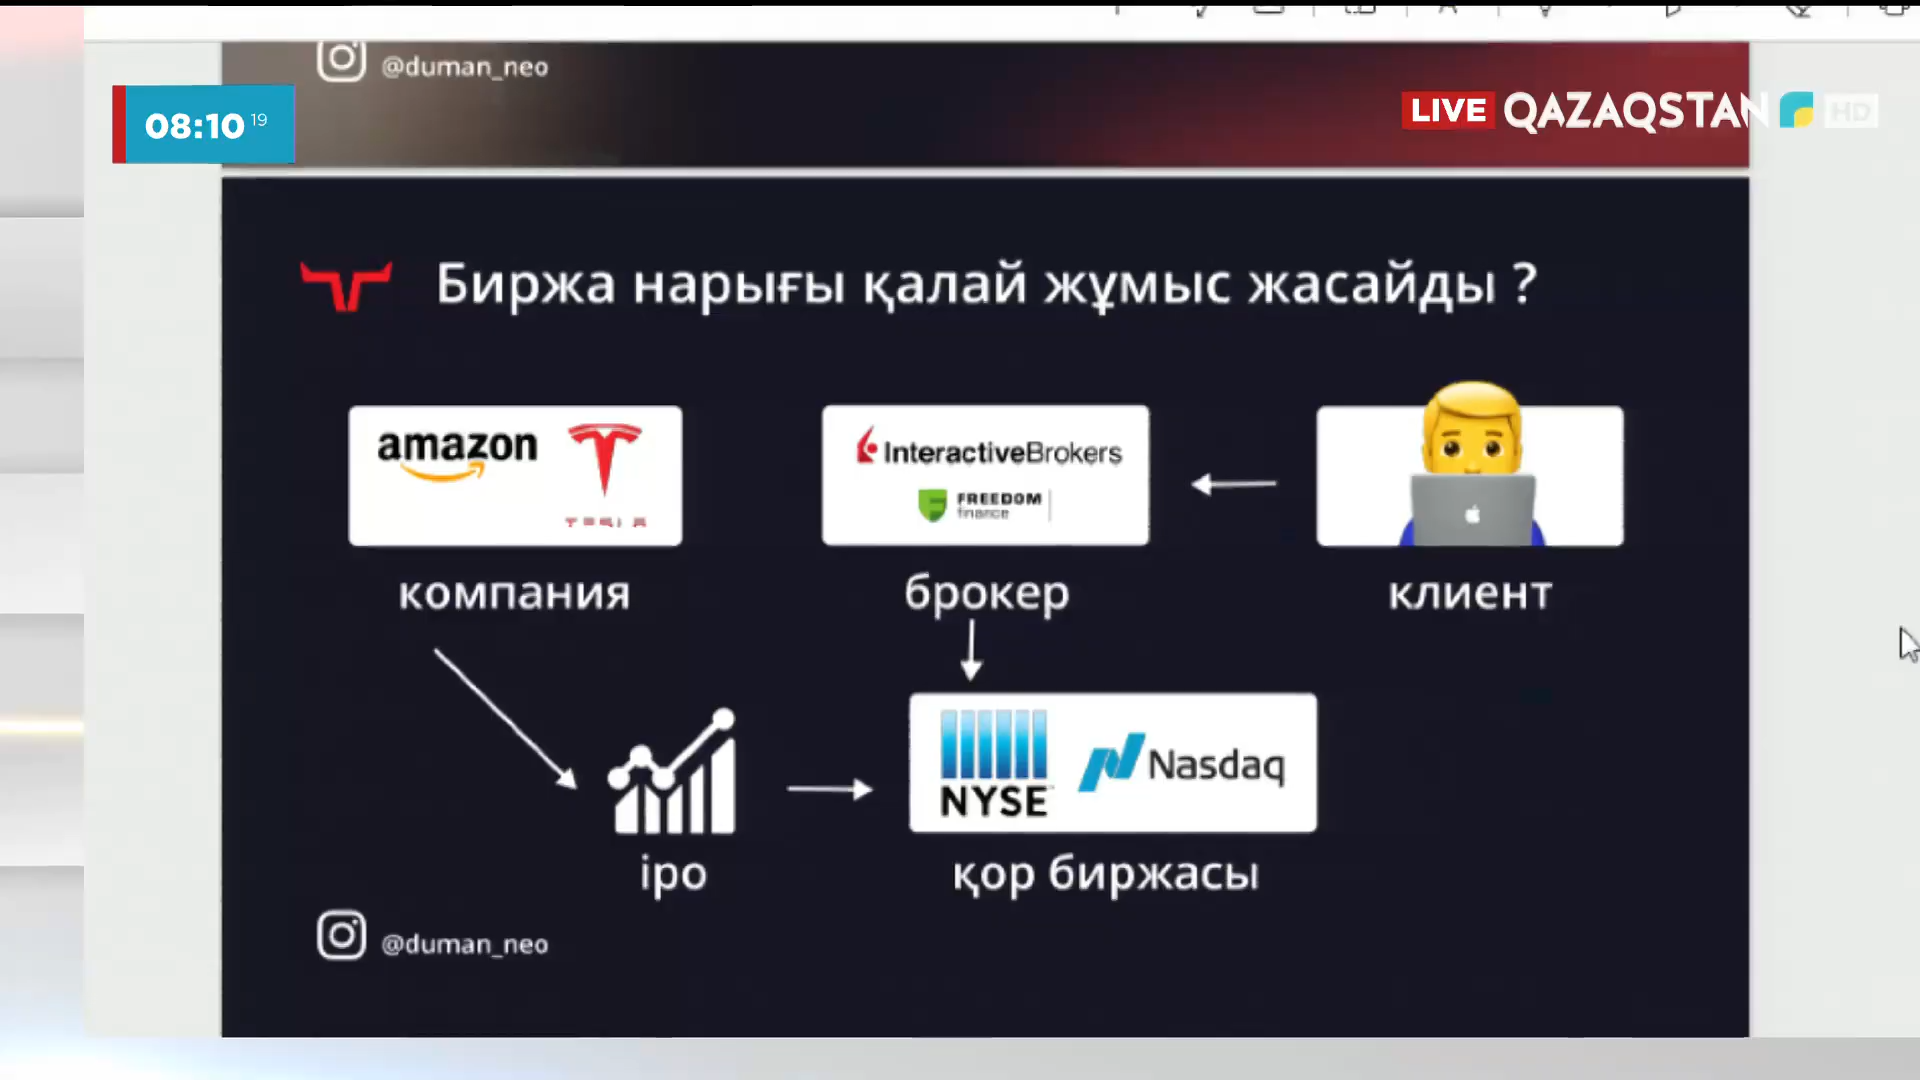 @duman_neo
08:10 19
LIVE QAZAQSTAN HD
Биржа нарығы қалай жұмыс жасайды ?
amazon
TESLA
InteractiveBrokers
FREEDOM
finance
компания
брокер
клиент
NYSE
Nasdaq
ipo
қор биржасы
@duman_neo